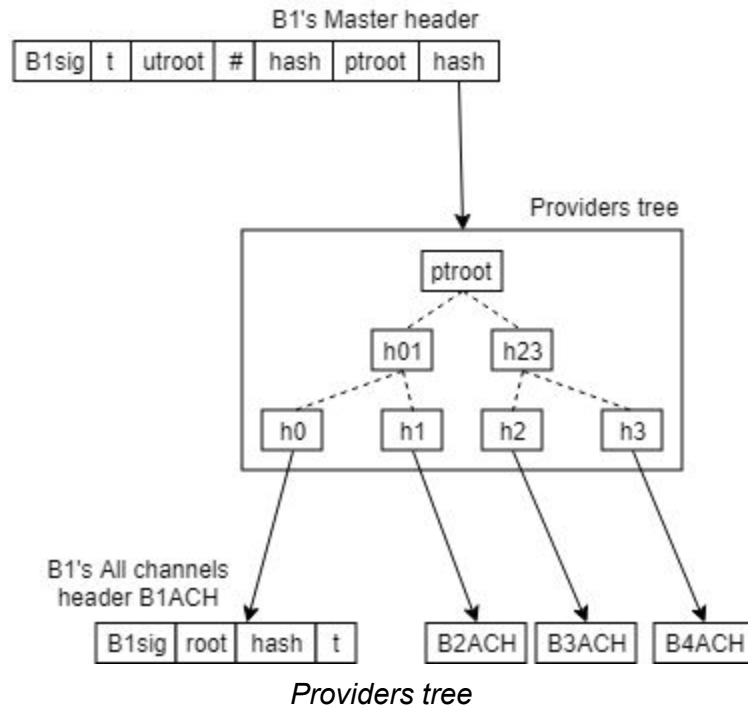 B1's Master header
B1sig t utroot # hash ptroot hash
Providers tree
ptroot
h01 h23
h0 h1 h2 h3
B1's All channels
header B1ACH
B1sig root hash t B2ACH B3ACH B4ACH
Providers tree